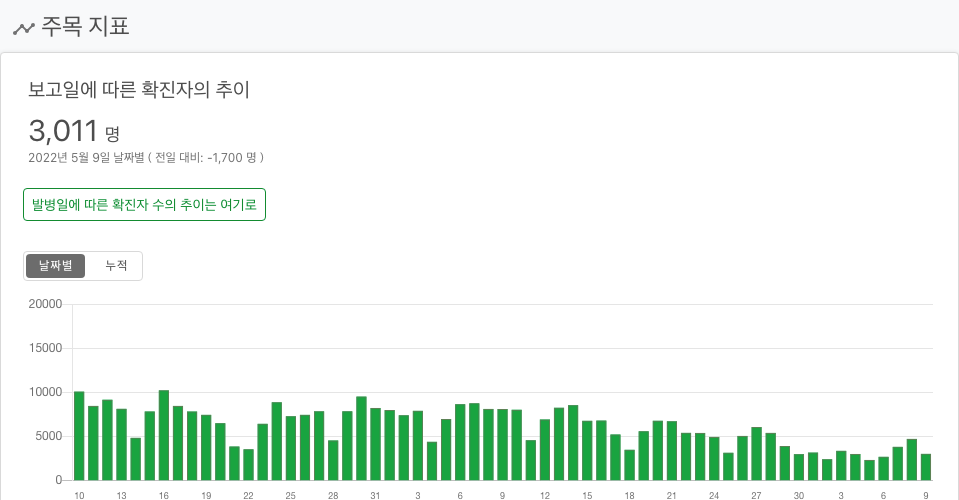 주목 지표
보고일에 따른 확진자의 추이
3,011 명
2022년 5월 9일 날짜별 ( 전일 대비: -1,700 명 )
발병일에 따른 확진자 수의 추이는 여기로
날짜별 누적
20000
15000
10000
5000
0
10 13 16 19 22 25 28 31 3 6 9 12 15 18 21 24 27 30 3 6 9